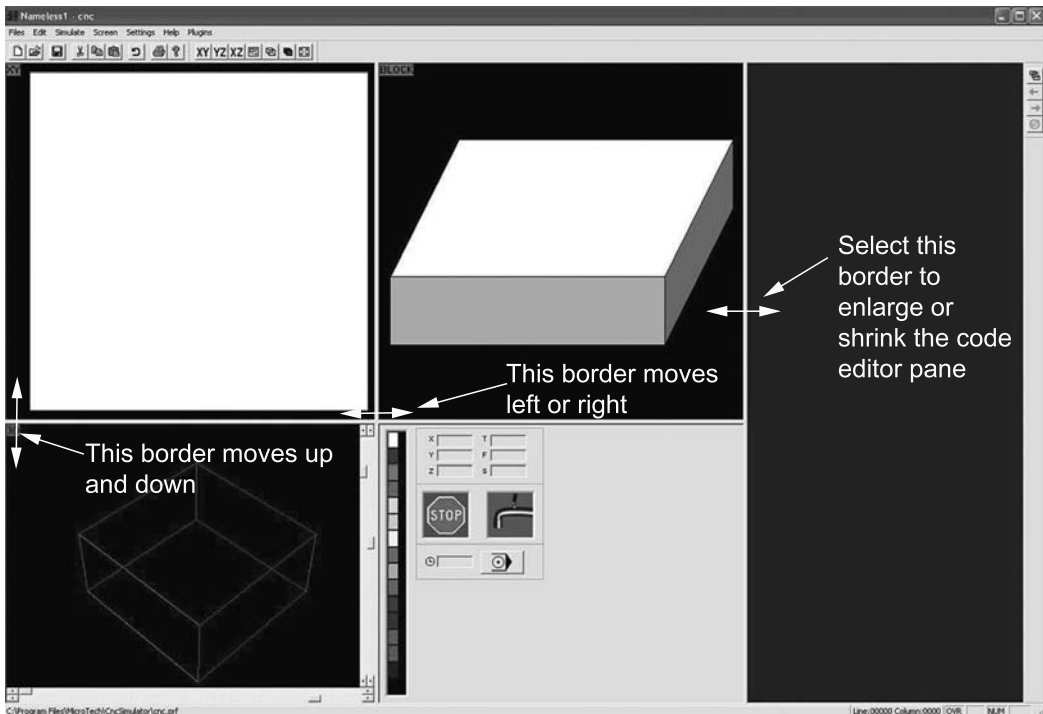 Nameless1 - cnc
Files Edit Simulate Screen Settings Help Plugins
XY YZ XZ
XY
BLOCK
Select this
border to
enlarge or
shrink the code
editor pane
This border moves
left or right
This border moves up
and down
X T
Y F
Z S
STOP
C:\Program Files\MicroTech\CncSimulator\cnc.prf
Line:00000 Column:0000 OVR NUM